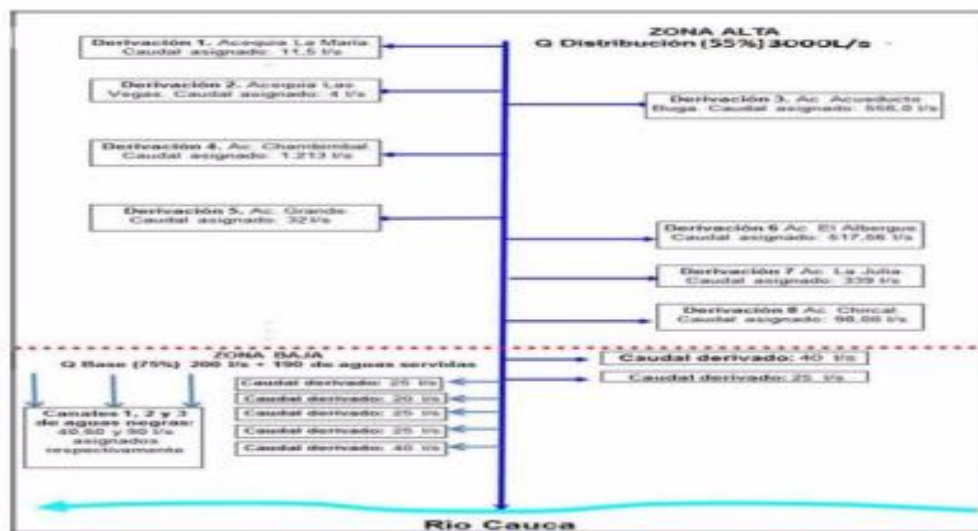 ZONA ALTA
Q Distribución (55%) 3000L/s
Derivación 1. Acequia La María
Caudal asignado: 11,5 l/s
Derivación 2. Acequia Las
Vegas. Caudal asignado: 4 l/s
Derivación 3. Ac. Acueducto
Buga. Caudal asignado:
Derivación 4. Ac. Chambimbal
Caudal asignado: 1.213 l/s
Derivación 5. Ac. Grande
Caudal asignado: 32 l/s
Derivación 6 Ac. El Albergue
Caudal asignado: 517,56 l/s
Derivación 7 Ac. La Julia
Caudal asignado: 339 l/s
Derivación 8 Ac. Chircal
Caudal asignado:
ZONA BAJA
Q Base (75%) 200 l/s + 190 de aguas servidas
Caudal derivado: 40 l/s
Caudal derivado: 25 l/s
Caudal derivado: 25 l/s
Caudal derivado: 20 l/s
Caudal derivado: 25 l/s
Caudal derivado: 25 l/s
Caudal derivado: 40 l/s
Canales 1, 2 y 3
de aguas negras:
40,60 y 90 l/s
asignados
respectivamente
Rio Cauca